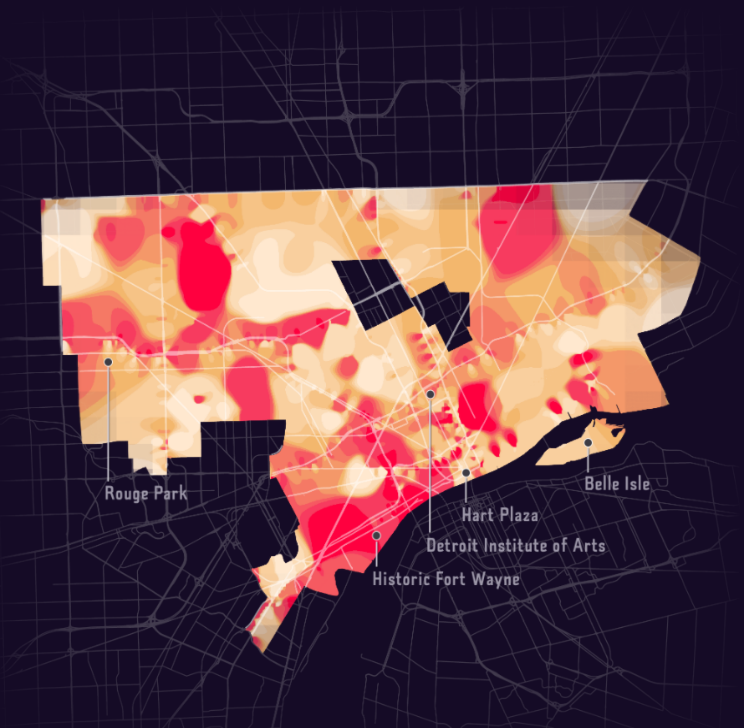 Rouge Park
Belle Isle
Hart Plaza
Detroit Institute of Arts
Historic Fort Wayne